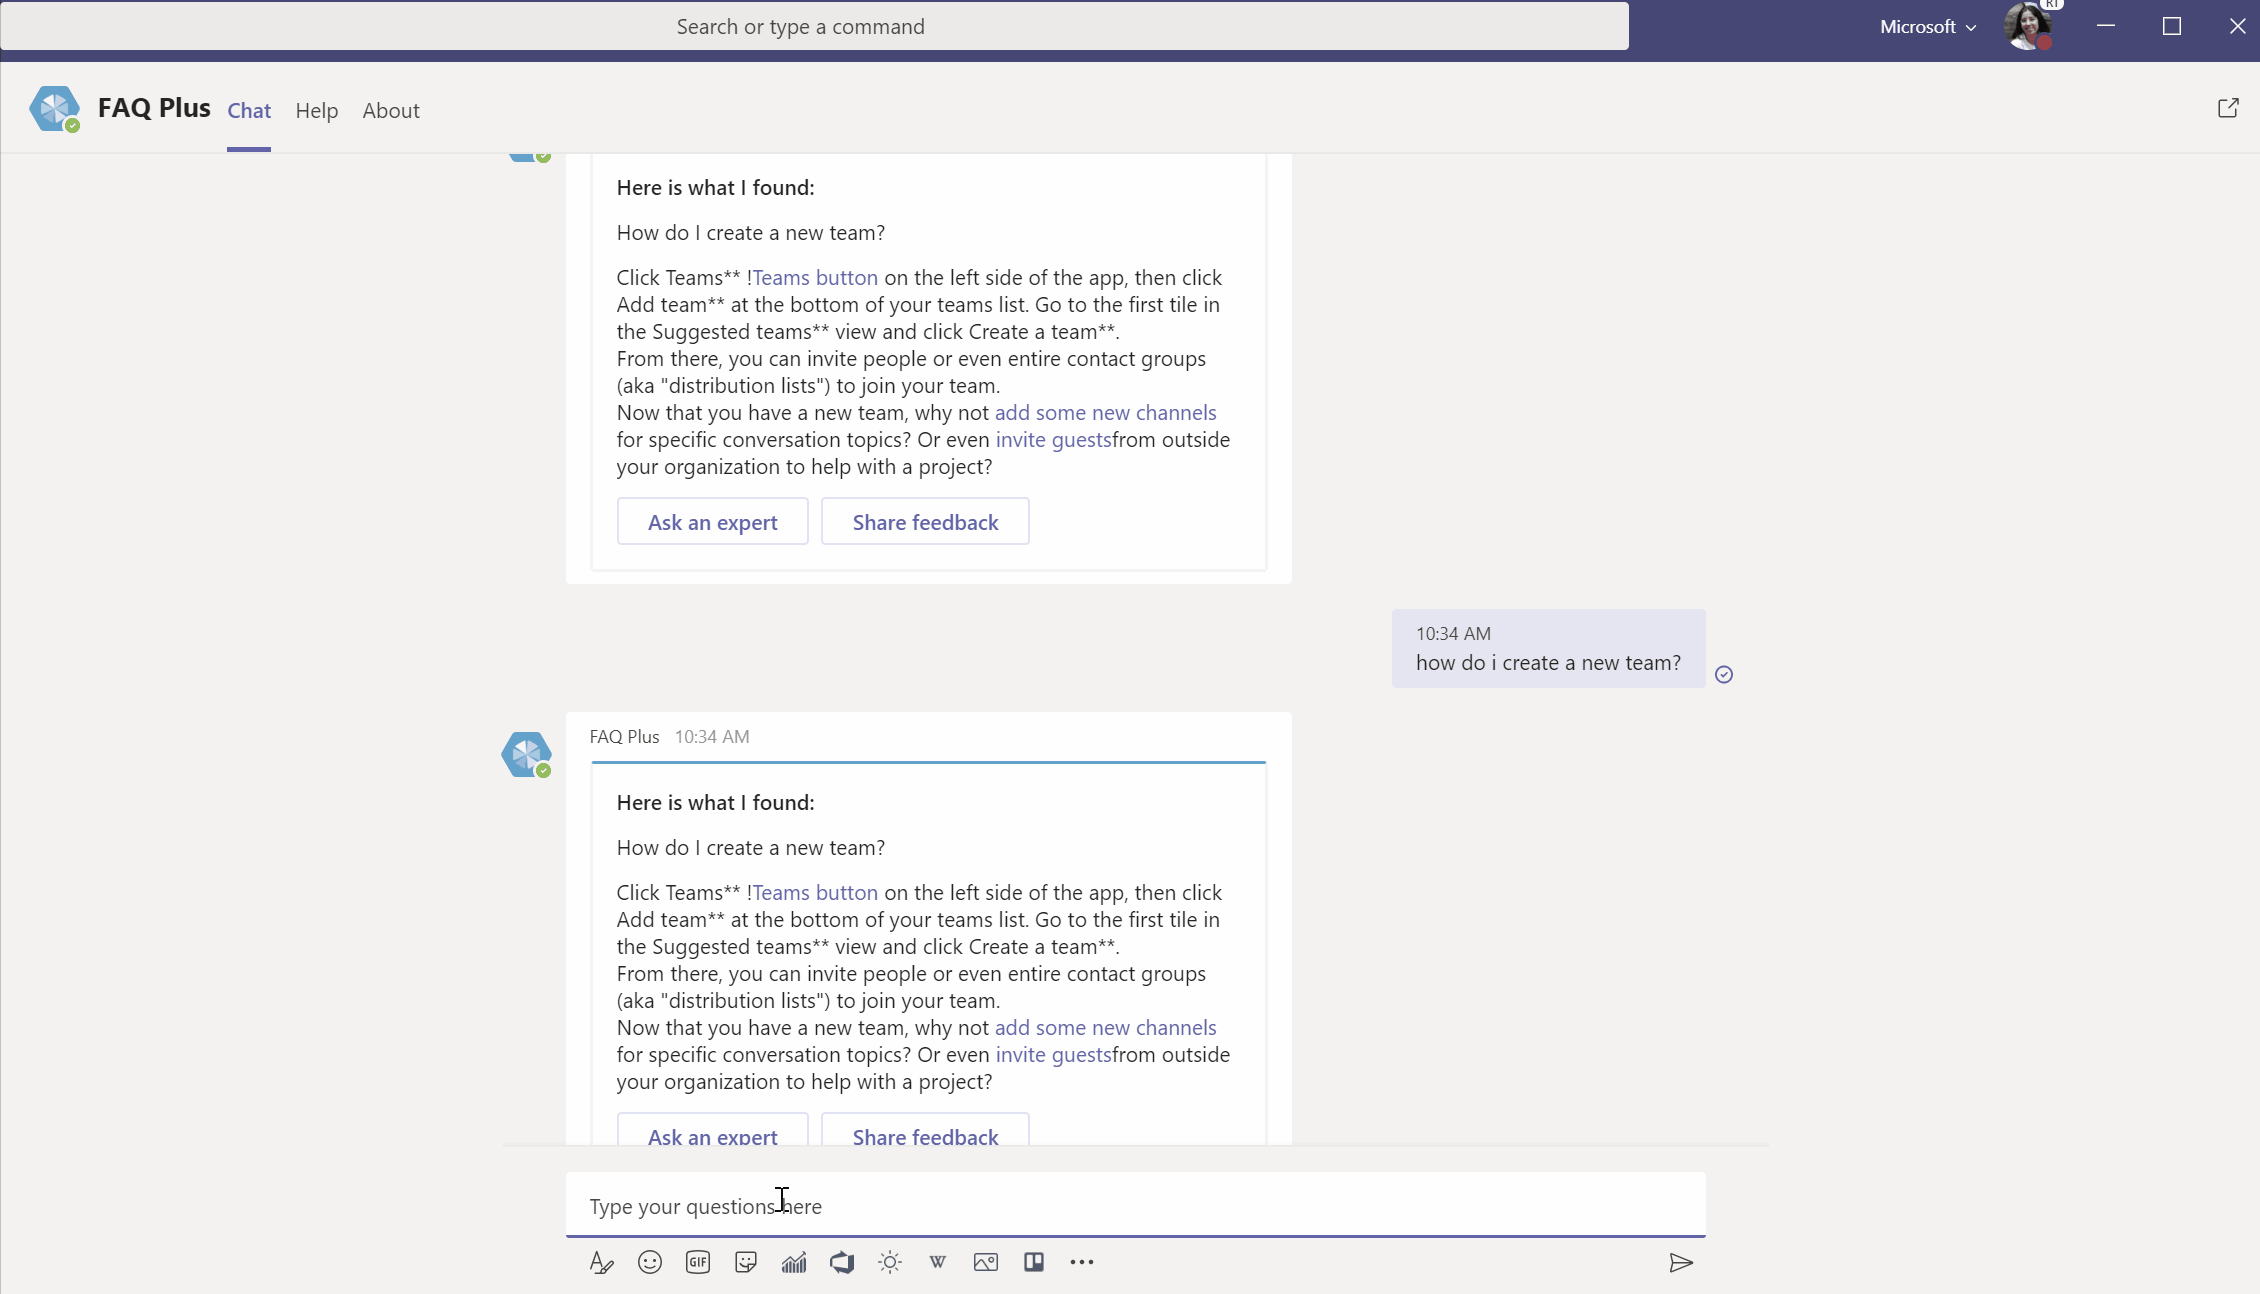 Search or type a command
Microsoft
RT
FAQ Plus
Chat
Help
About
Here is what I found:
How do I create a new team?
Click Teams** !Teams button on the left side of the app, then click
Add team** at the bottom of your teams list. Go to the first tile in
the Suggested teams** view and click Create a team**.
From there, you can invite people or even entire contact groups
(aka "distribution lists") to join your team.
Now that you have a new team, why not add some new channels
for specific conversation topics? Or even invite guestsfrom outside
your organization to help with a project?
Ask an expert
Share feedback
10:34 AM
how do i create a new team?
FAQ Plus 10:34 AM
Here is what I found:
How do I create a new team?
Click Teams** !Teams button on the left side of the app, then click
Add team** at the bottom of your teams list. Go to the first tile in
the Suggested teams** view and click Create a team**.
From there, you can invite people or even entire contact groups
(aka "distribution lists") to join your team.
Now that you have a new team, why not add some new channels
for specific conversation topics? Or even invite guestsfrom outside
your organization to help with a project?
Ask an expert
Share feedback
Type your questions here
GIF
W